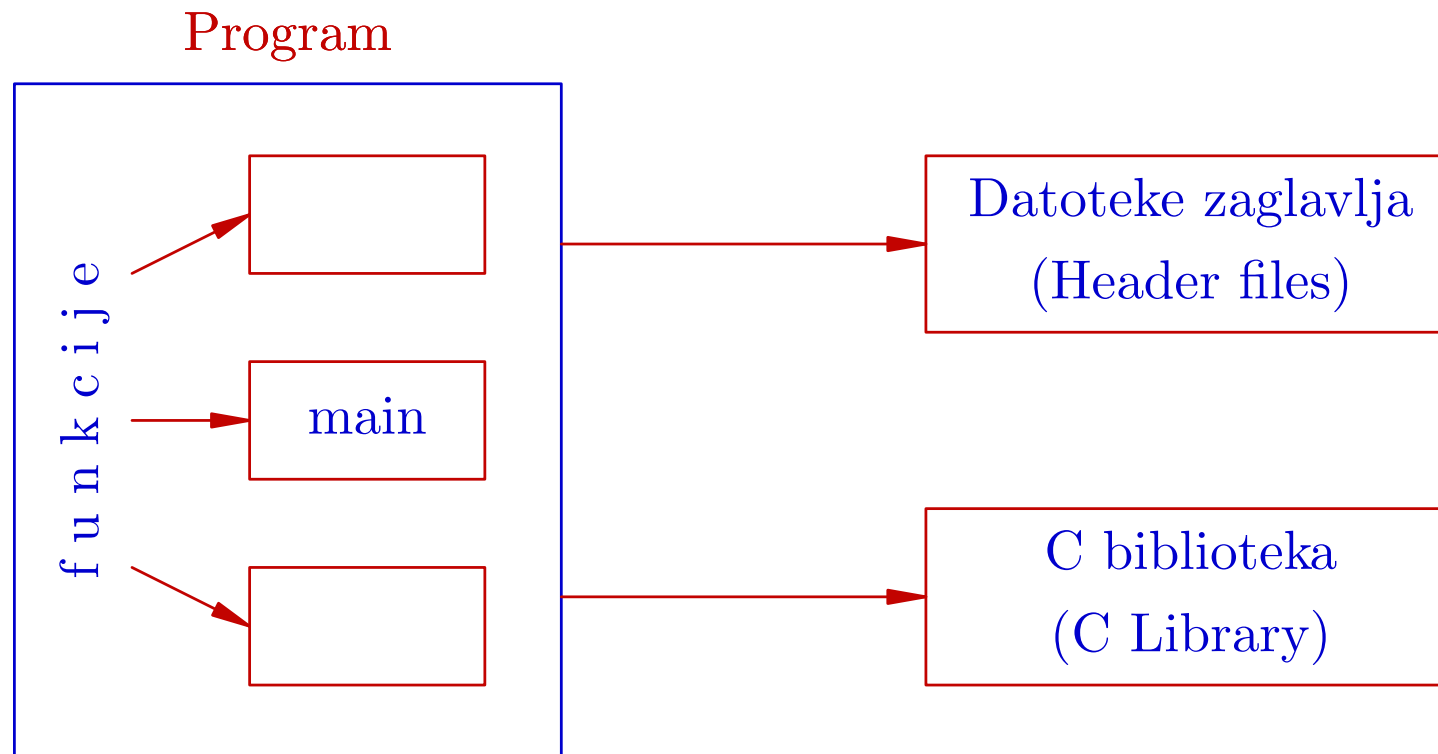 Program
funkcije
main
Datoteke zaglavlja
(Header files)
C biblioteka
(C Library)